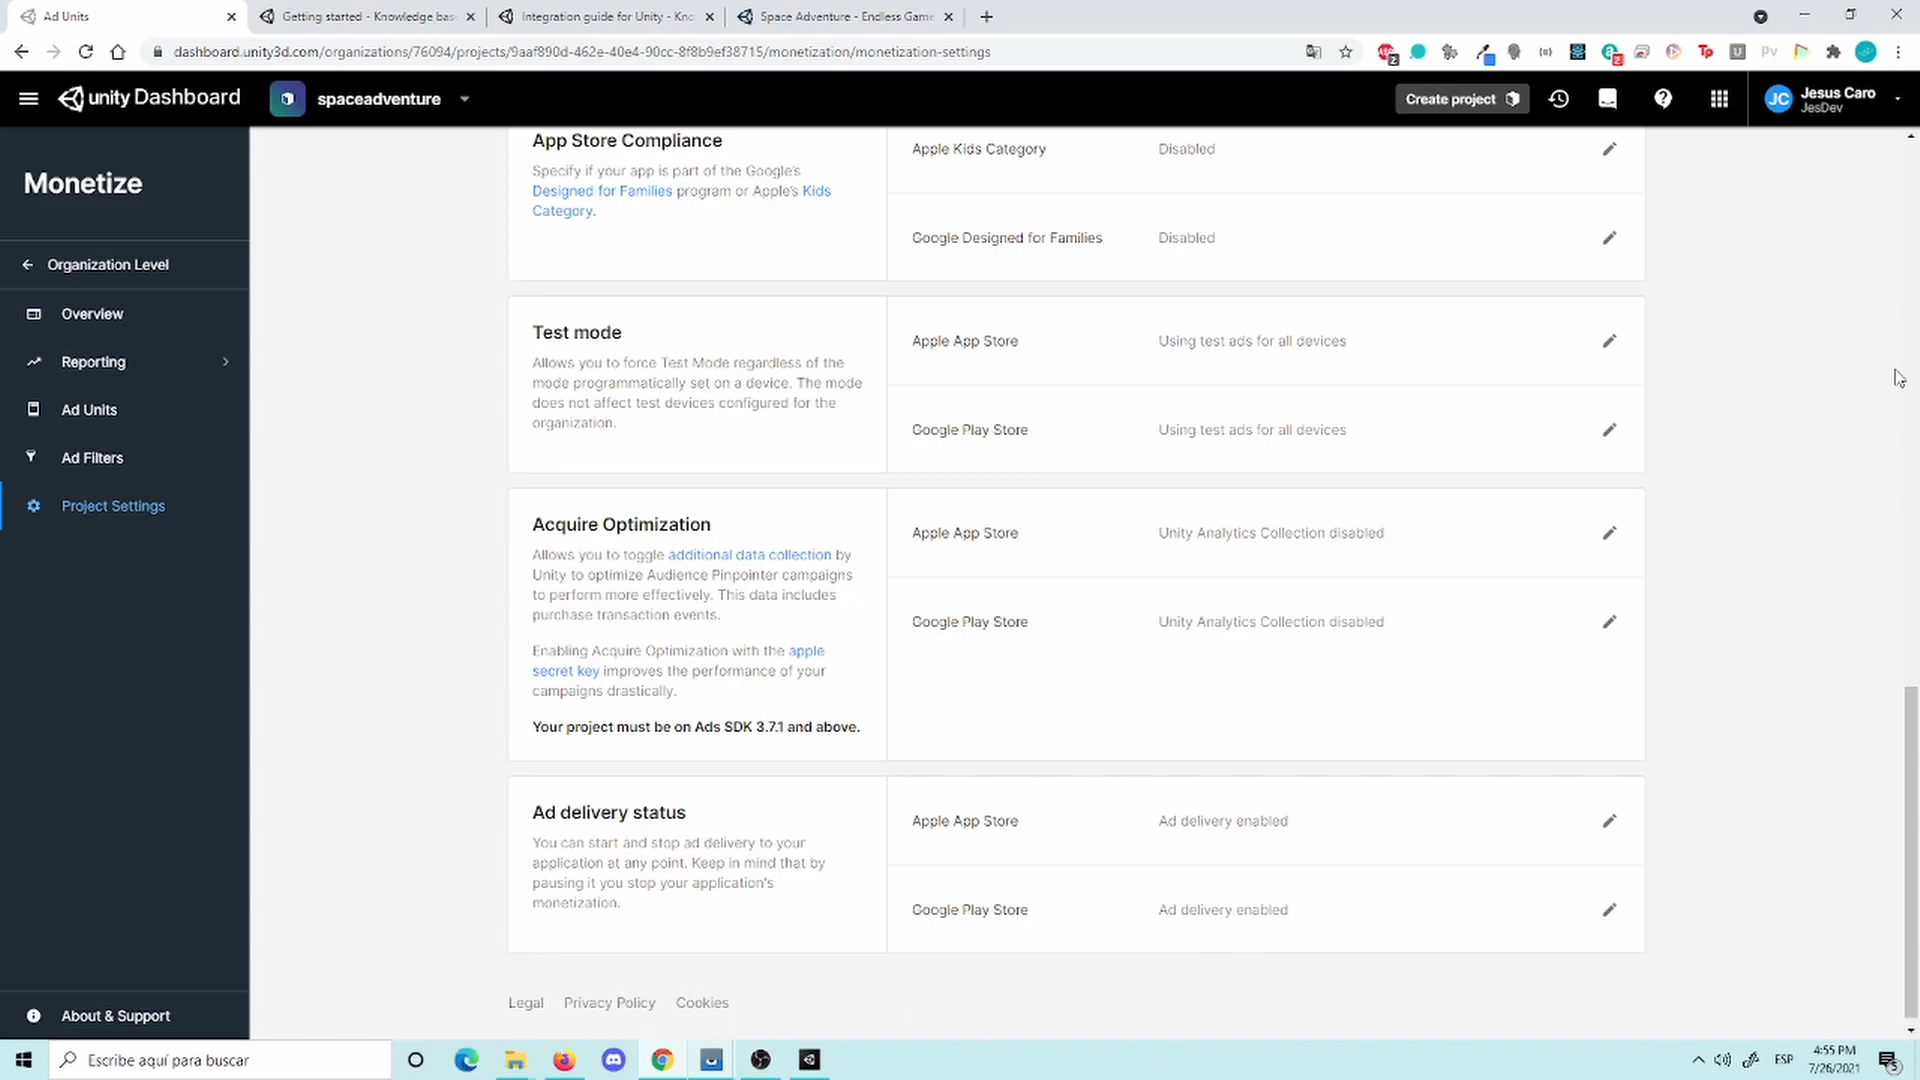 Ad Units
Getting started - Knowledge base
Integration guide for Unity - Kno
Space Adventure - Endless Game
dashboard.unity3d.com/organizations/76094/projects/9aaf890d-462e-40e4-90cc-8f8b9ef38715/monetization/monetization-settings
unity Dashboard
spaceadventure
Create project
JC
Jesus Caro
JesDev
Monetize
Organization Level
Overview
Reporting
Ad Units
Ad Filters
Project Settings
About & Support
App Store Compliance
Specify if your app is part of the Google's
Designed for Families program or Apple's Kids
Category.
Apple Kids Category
Disabled
Google Designed for Families
Disabled
Test mode
Allows you to force Test Mode regardless of the
mode programmatically set on a device. The mode
does not affect test devices configured for the
organization.
Apple App Store
Using test ads for all devices
Google Play Store
Using test ads for all devices
Acquire Optimization
Allows you to toggle additional data collection by
Unity to optimize Audience Pinpointer campaigns
to perform more effectively. This data includes
purchase transaction events.
Enabling Acquire Optimization with the apple
secret key improves the performance of your
campaigns drastically.
Your project must be on Ads SDK 3.7.1 and above.
Apple App Store
Unity Analytics Collection disabled
Google Play Store
Unity Analytics Collection disabled
Ad delivery status
You can start and stop ad delivery to your
application at any point. Keep in mind that by
pausing it you stop your application's
monetization.
Apple App Store
Ad delivery enabled
Google Play Store
Ad delivery enabled
Legal
Privacy Policy
Cookies
Escribe aquí para buscar
ESP
4:55 PM
7/26/2021